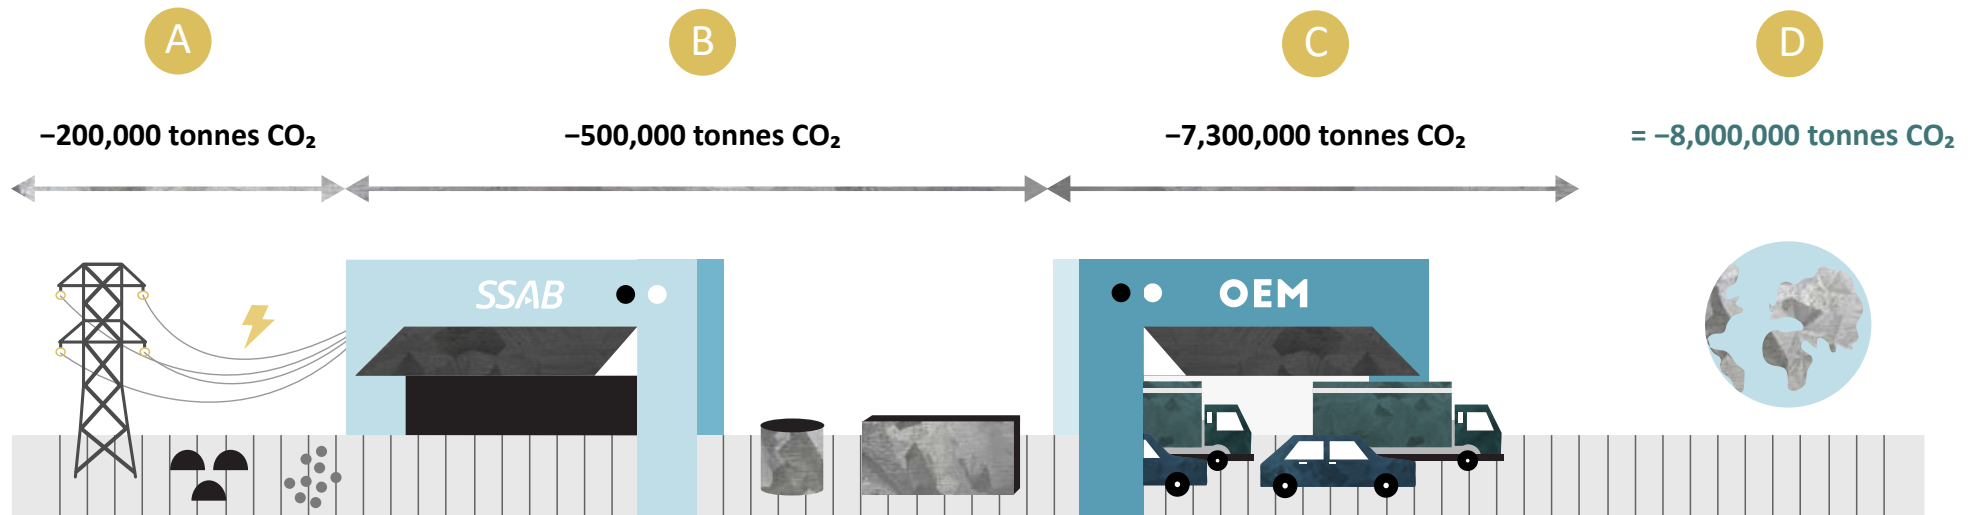 A
B
C
D
−200,000 tonnes CO₂
−500,000 tonnes CO₂
−7,300,000 tonnes CO₂
= −8,000,000 tonnes CO₂
SSAB
OEM